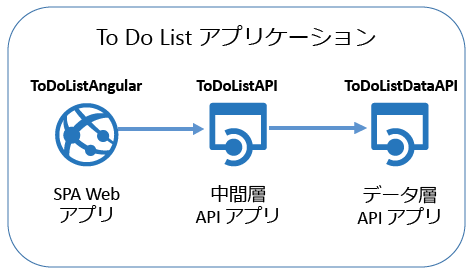 To Do List アプリケーション
ToDoListAngular
ToDoListAPI
ToDoListDataAPI
SPA Web
アプリ
中間層
API アプリ
データ層
API アプリ